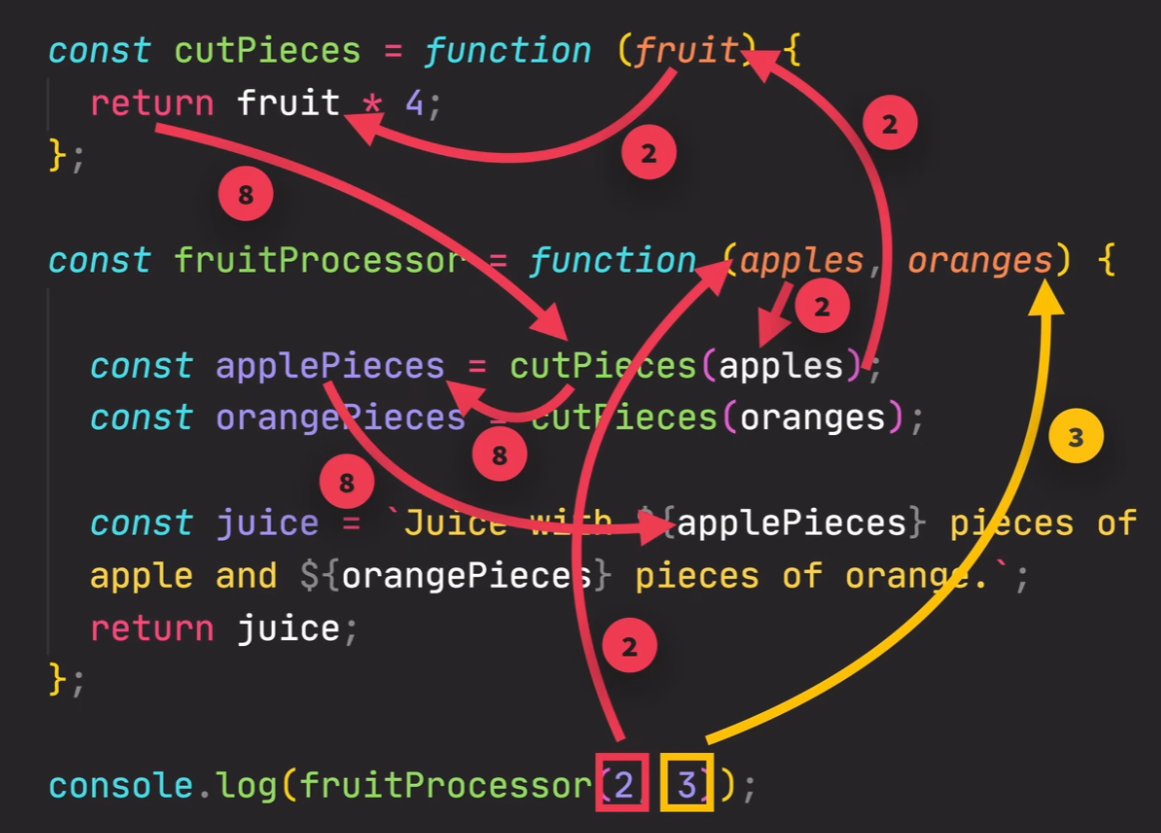 const cutPieces = function (fruit) {
return fruit * 4;
};
2
2
8
const fruitProcessor = function (apples, oranges) {
2
const applePieces = cutPieces(apples);
const orangePieces = cutPieces(oranges);
3
8
8
const juice = `Juice with ${applePieces} pieces of
apple and ${orangePieces} pieces of orange.`;
return juice;
2
};
console.log(fruitProcessor(2, 3));